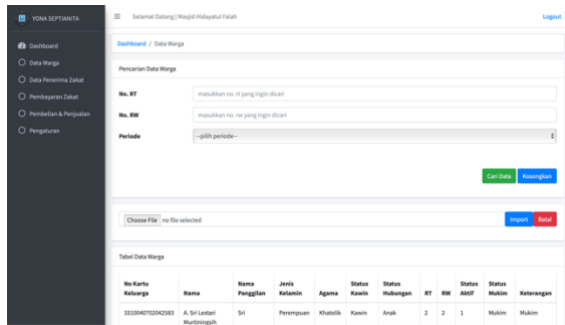 YONA SEPTIANITA
Selamat Datang | Masjid Hidayatul Falah
Logout
Dashboard
Data Warga
Data Penerima Zakat
Pembayaran Zakat
Pembelian & Penjualan
Pengaturan
Dashboard / Data Warga
Pencarian Data Warga
No. RT masukkan no. rt yang ingin dicari
No. RW masukkan no. rw yang ingin dicari
Periode --pilih periode--
Cari Data Kosongkan
Choose File no file selected Import Batal
Tabel Data Warga
No Kartu Keluarga Nama Nama Panggilan Jenis Kelamin Agama Status Kawin Status Hubungan RT RW Status Aktif Status Mukim Keterangan
3310040702042583 A. Sri Lestari Murtiningsih Sri Perempuan Khatolik Kawin Anak 2 2 1 Mukim Mukim